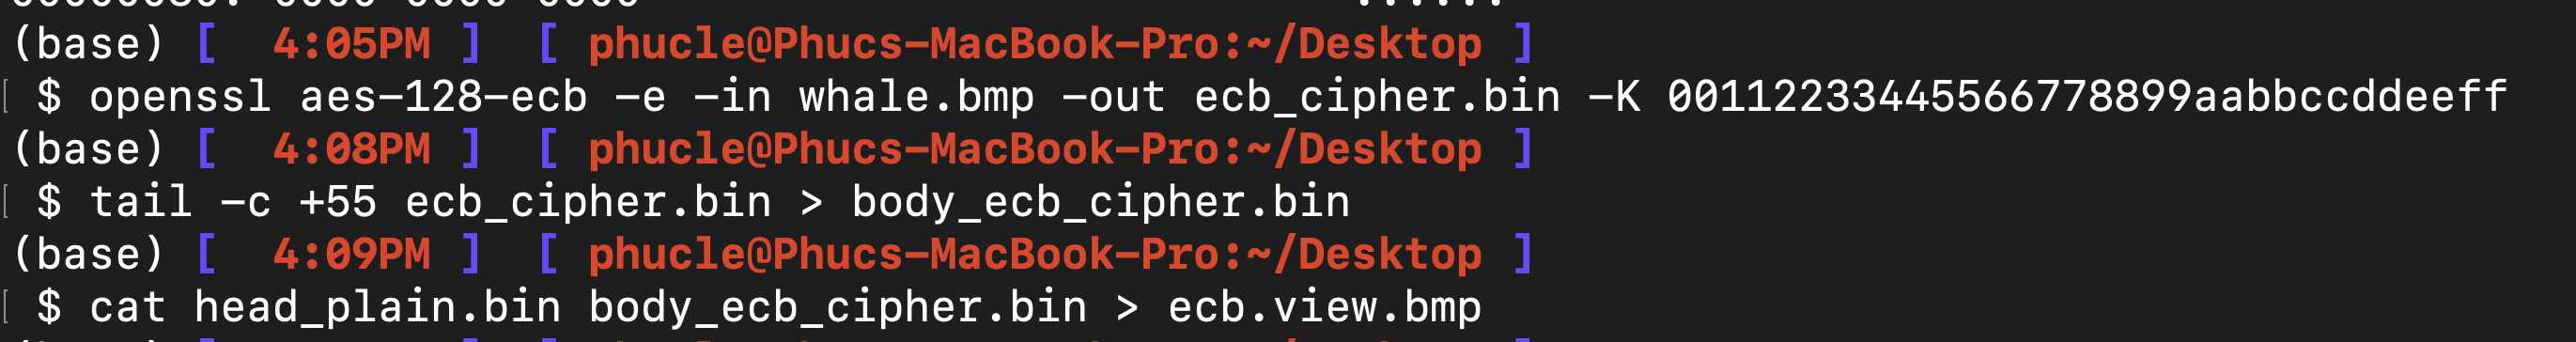 (base) [  4:05PM ]  [ phucle@Phucs-MacBook-Pro:~/Desktop ]
[ $ openssl aes-128-ecb -e -in whale.bmp -out ecb_cipher.bin -K 00112233445566778899aabbccddeeff
(base) [  4:08PM ]  [ phucle@Phucs-MacBook-Pro:~/Desktop ]
[ $ tail -c +55 ecb_cipher.bin > body_ecb_cipher.bin
(base) [  4:09PM ]  [ phucle@Phucs-MacBook-Pro:~/Desktop ]
[ $ cat head_plain.bin body_ecb_cipher.bin > ecb.view.bmp